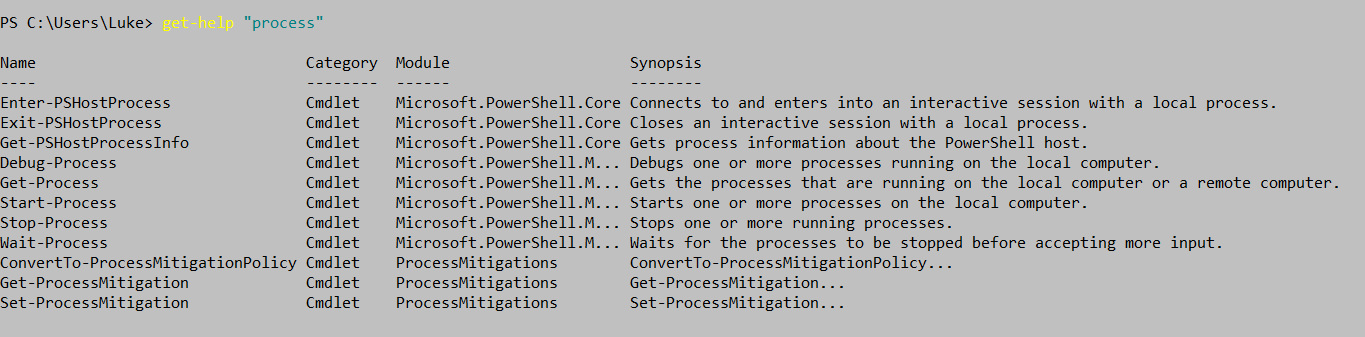 PS C:\Users\Luke> get-help "process"
Name Category Module Synopsis
---- -------- ------ --------
Enter-PSHostProcess Cmdlet Microsoft.PowerShell.Core Connects to and enters into an interactive session with a local process.
Exit-PSHostProcess Cmdlet Microsoft.PowerShell.Core Closes an interactive session with a local process.
Get-PSHostProcessInfo Cmdlet Microsoft.PowerShell.Core Gets process information about the PowerShell host.
Debug-Process Cmdlet Microsoft.PowerShell.M... Debugs one or more processes running on the local computer.
Get-Process Cmdlet Microsoft.PowerShell.M... Gets the processes that are running on the local computer or a remote computer.
Start-Process Cmdlet Microsoft.PowerShell.M... Starts one or more processes on the local computer.
Stop-Process Cmdlet Microsoft.PowerShell.M... Stops one or more running processes.
Wait-Process Cmdlet Microsoft.PowerShell.M... Waits for the processes to be stopped before accepting more input.
ConvertTo-ProcessMitigationPolicy Cmdlet ProcessMitigations ConvertTo-ProcessMitigationPolicy...
Get-ProcessMitigation Cmdlet ProcessMitigations Get-ProcessMitigation...
Set-ProcessMitigation Cmdlet ProcessMitigations Set-ProcessMitigation...